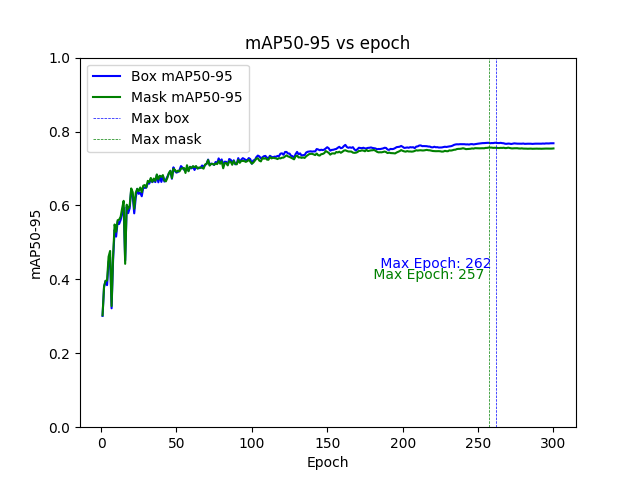 mAP50-95 vs epoch
1.0
0.8
0.6
0.4
0.2
0.0
mAP50-95
Box mAP50-95
Mask mAP50-95
Max box
Max mask
Max Epoch: 262
Max Epoch: 257
0 50 100 150 200 250 300
Epoch